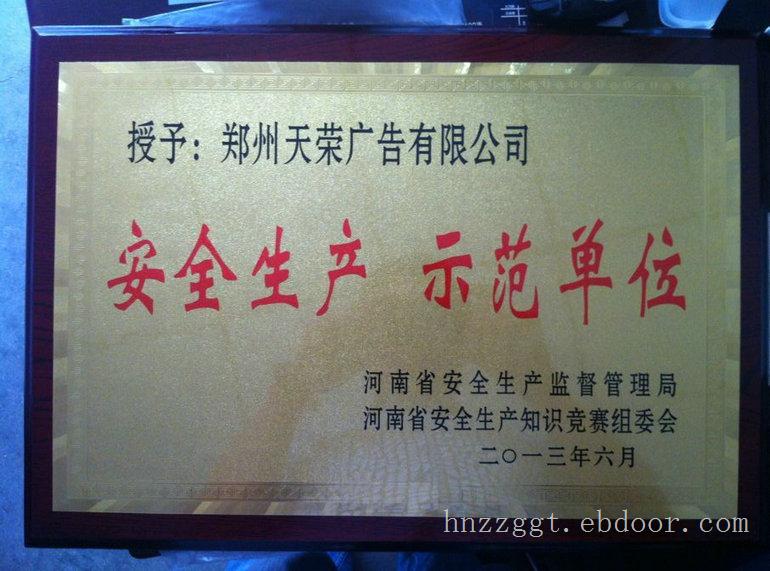 授予：郑州天荣广告有限公司
安全生产 示范单位
河南省安全生产监督管理局
河南省安全生产知识竞赛组委会
二〇一三年六月
hnzzggt.ebdoor.com